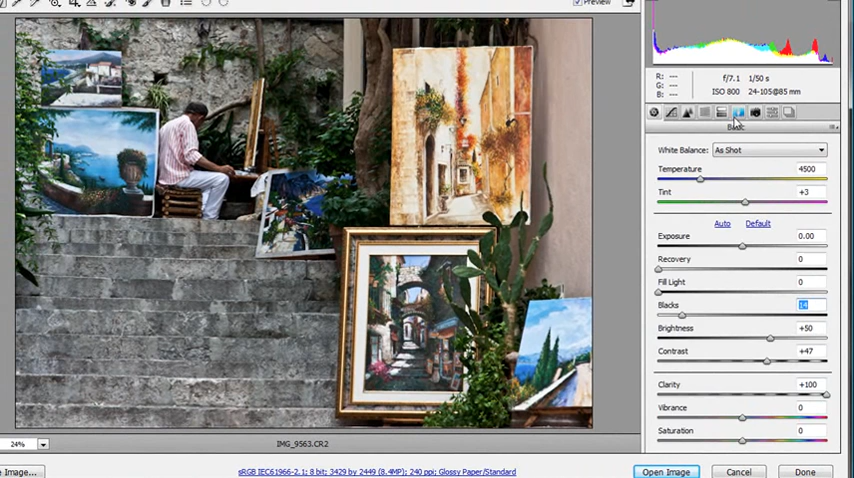 Preview
R: ---
G: ---
B: ---
f/7.1 1/50 s
ISO 800 24-105@85 mm
Basic
White Balance: As Shot
Temperature 4500
Tint +3
Auto Default
Exposure 0.00
Recovery 0
Fill Light 0
Blacks 14
Brightness +50
Contrast +47
Clarity +100
Vibrance 0
Saturation 0
24% IMG_9563.CR2
e Image... sRGB IEC61966-2.1; 8 bit; 3429 by 2449 (8.4MP); 240 ppi; Glossy Paper/Standard Open Image Cancel Done